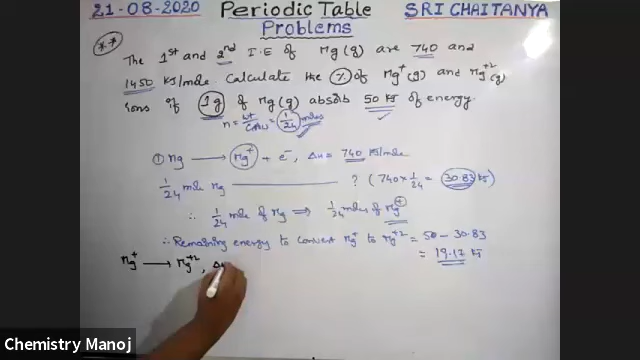 21-08-2020 Periodic Table SRI CHAITANYA
Problems
** The 1st and 2nd I.E of Mg(g) are 740 and
1450 KJ/mole. Calculate the % of Mg+(g) and Mg+2(g)
ions if 1g of Mg(g) absorb 50 KJ of energy.
n = wt/GAW = 1/24 moles
① Mg ⟶ Mg+ + e-, ΔH = 740 KJ/mole
1/24 mole Mg ——— ? (740 × 1/24 = 30.83 KJ)
∴ 1/24 mole of Mg ⟹ 1/24 moles of Mg+
∴ Remaining energy to convert Mg+ to Mg+2 = 50 - 30.83
= 19.17 KJ
Mg+ ⟶ Mg+2, Δ
Chemistry Manoj